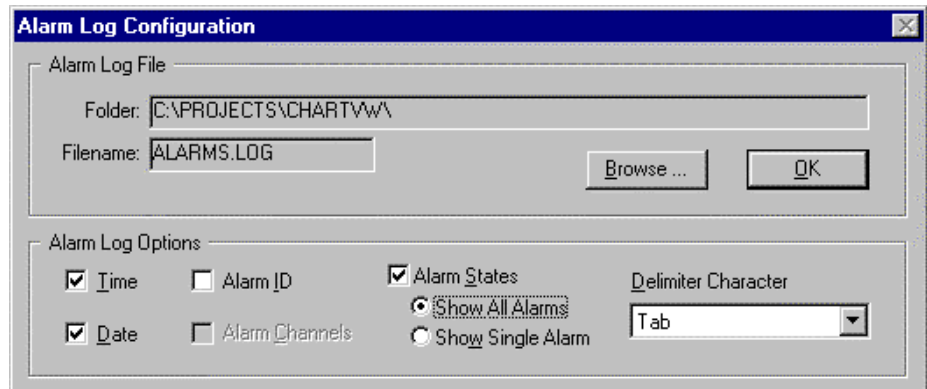 Alarm Log Configuration
Alarm Log File
Folder: C:\PROJECTS\CHARTVW\
Filename: ALARMS.LOG
Browse ... OK
Alarm Log Options
Time Alarm ID Alarm States Delimiter Character
Show All Alarms Tab
Date Alarm Channels Show Single Alarm